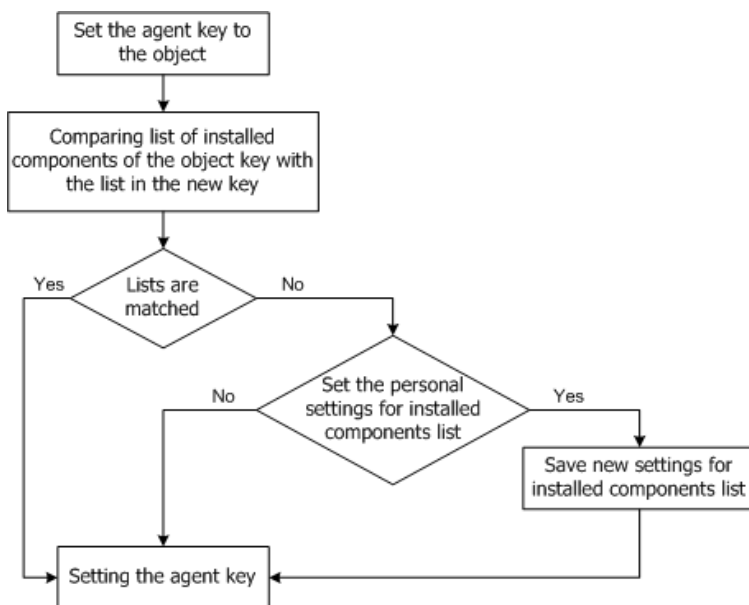 Set the agent key to
the object
Comparing list of installed
components of the object key with
the list in the new key
Yes
Lists are
matched
No
No
Set the personal
settings for installed
components list
Yes
Save new settings for
installed components list
Setting the agent key